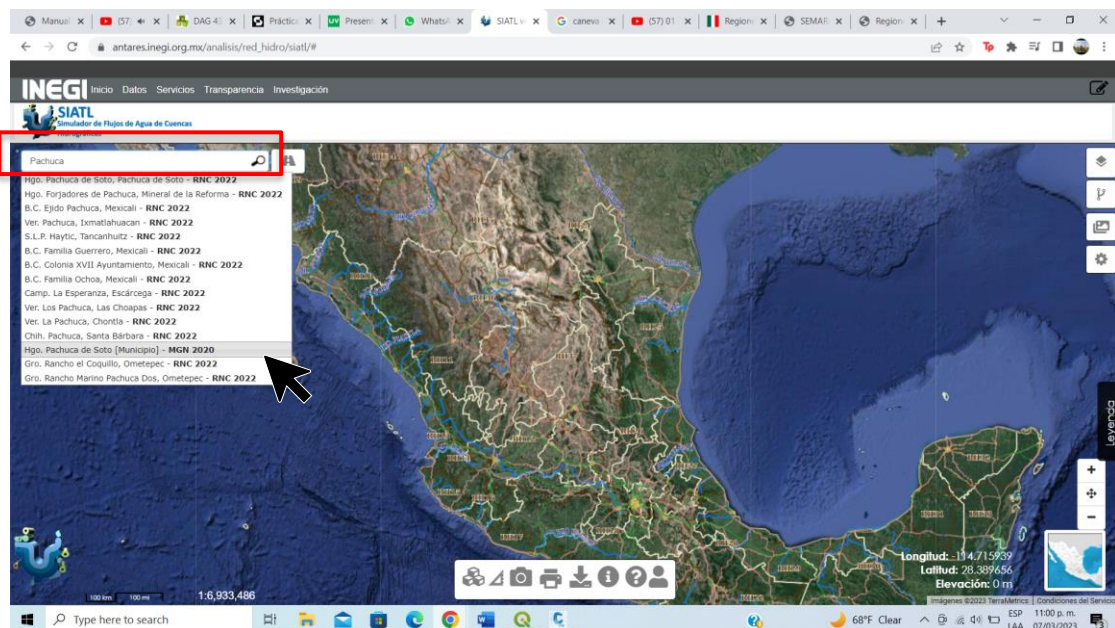 Manual
(57)
DAG 43
Práctic
Present
WhatsA
SIATL v
caneva
(57) 01
Region
SEMAR
Region
antares.inegi.org.mx/analisis/red_hidro/siatl/#
INEGI Inicio Datos Servicios Transparencia Investigación
SIATL
Simulador de Flujos de Agua de Cuencas
Pachuca
Hgo. Pachuca de Soto, Pachuca de Soto - RNC 2022
Hgo. Forjadores de Pachuca, Mineral de la Reforma - RNC 2022
B.C. Ejido Pachuca, Mexicali - RNC 2022
Ver. Pachuca, Ixmatlahuacan - RNC 2022
S.L.P. Haytic, Tancanhuitz - RNC 2022
B.C. Familia Guerrero, Mexicali - RNC 2022
B.C. Colonia XVII Ayuntamiento, Mexicali - RNC 2022
B.C. Familia Ochoa, Mexicali - RNC 2022
Camp. La Esperanza, Escárcega - RNC 2022
Ver. Los Pachuca, Las Choapas - RNC 2022
Ver. La Pachuca, Chontla - RNC 2022
Chih. Pachuca, Santa Bárbara - RNC 2022
Hgo. Pachuca de Soto [Municipio] - MGN 2020
Gro. Rancho el Coquillo, Ometepec - RNC 2022
Gro. Rancho Marino Pachuca Dos, Ometepec - RNC 2022
Leyenda
Longitud: -114.715939
Latitud: 28.389656
Elevación: 0 m
100 km 100 mi 1:6,933,486
Imágenes ©2023 TerraMetrics Condiciones del Servicio
Type here to search
68°F Clear
ESP
LAA
11:00 p. m.
07/03/2023